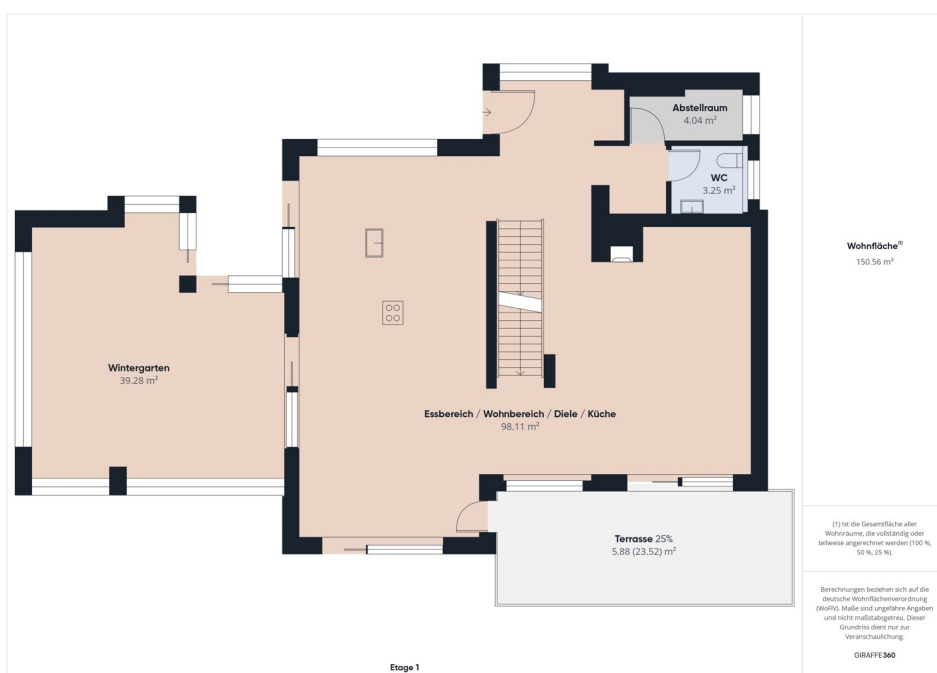 Abstellraum
4.04 m²
WC
3.25 m²
Wohnfläche⁽¹⁾
150.56 m²
Wintergarten
39.28 m²
Essbereich / Wohnbereich / Diele / Küche
98.11 m²
Terrasse 25%
5.88 (23.52) m²
(1) Ist die Gesamtfläche aller
Wohnräume, die vollständig oder
teilweise angerechnet werden (100 %,
50 %, 25 %).
Berechnungen beziehen sich auf die
deutsche Wohnflächenverordnung
(WoFlV). Maße sind ungefähre Angaben
und nicht maßstabsgetreu. Dieser
Grundriss dient nur zur
Veranschaulichung.
GIRAFFE360
Etage 1